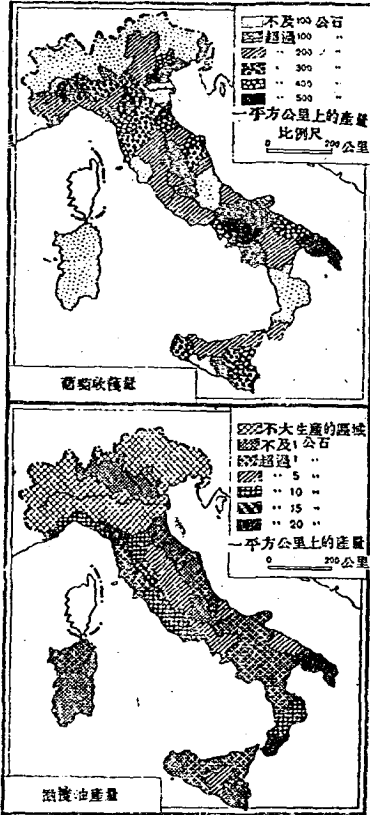 不及100公石
超過100 〃
〃 200 〃
〃 300 〃
〃 400 〃
〃 500 〃
一平方公里上的產量
比例尺
0 200公里
葡萄收穫量
不大生產的區域
不及1公石
超過1 〃
〃 5 〃
〃 10 〃
〃 15 〃
〃 20 〃
一平方公里上的產量
0 200公里
油產量